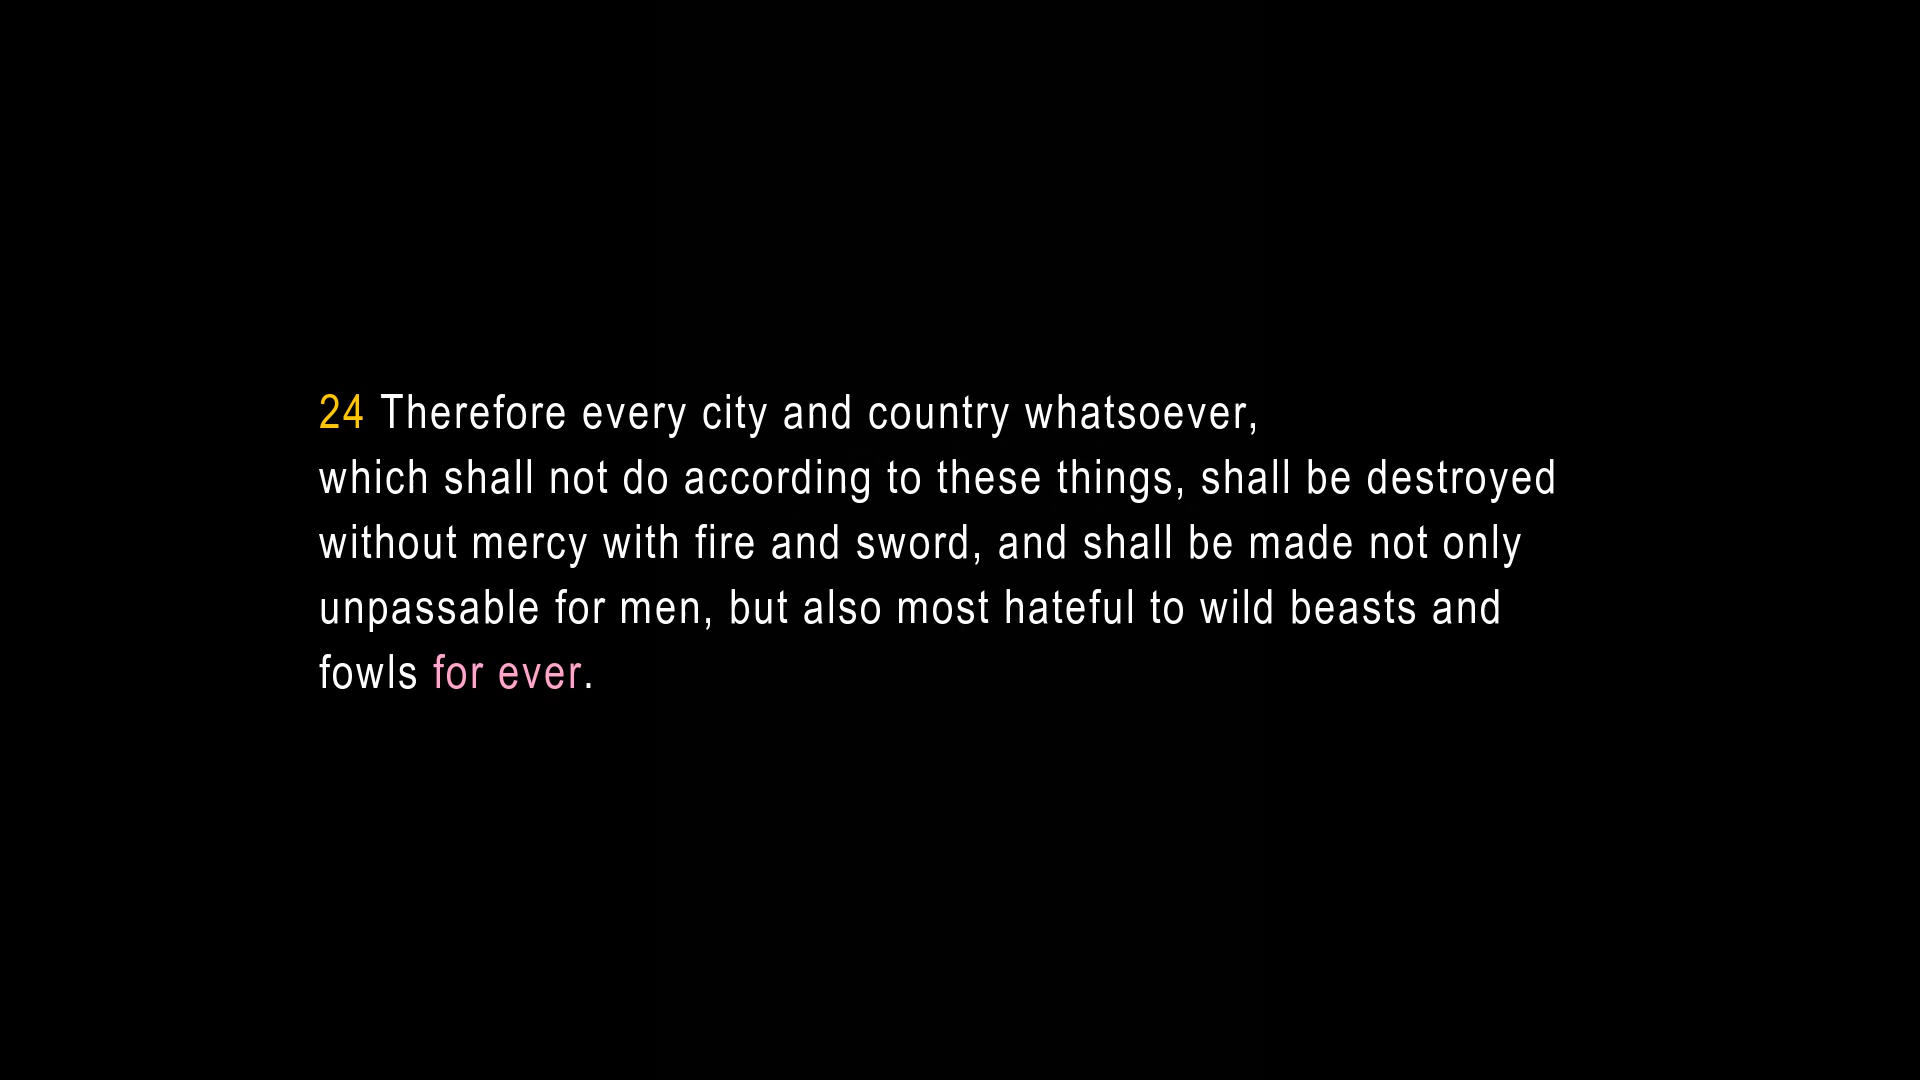 24 Therefore every city and country whatsoever,
which shall not do according to these things, shall be destroyed
without mercy with fire and sword, and shall be made not only
unpassable for men, but also most hateful to wild beasts and
fowls for ever.